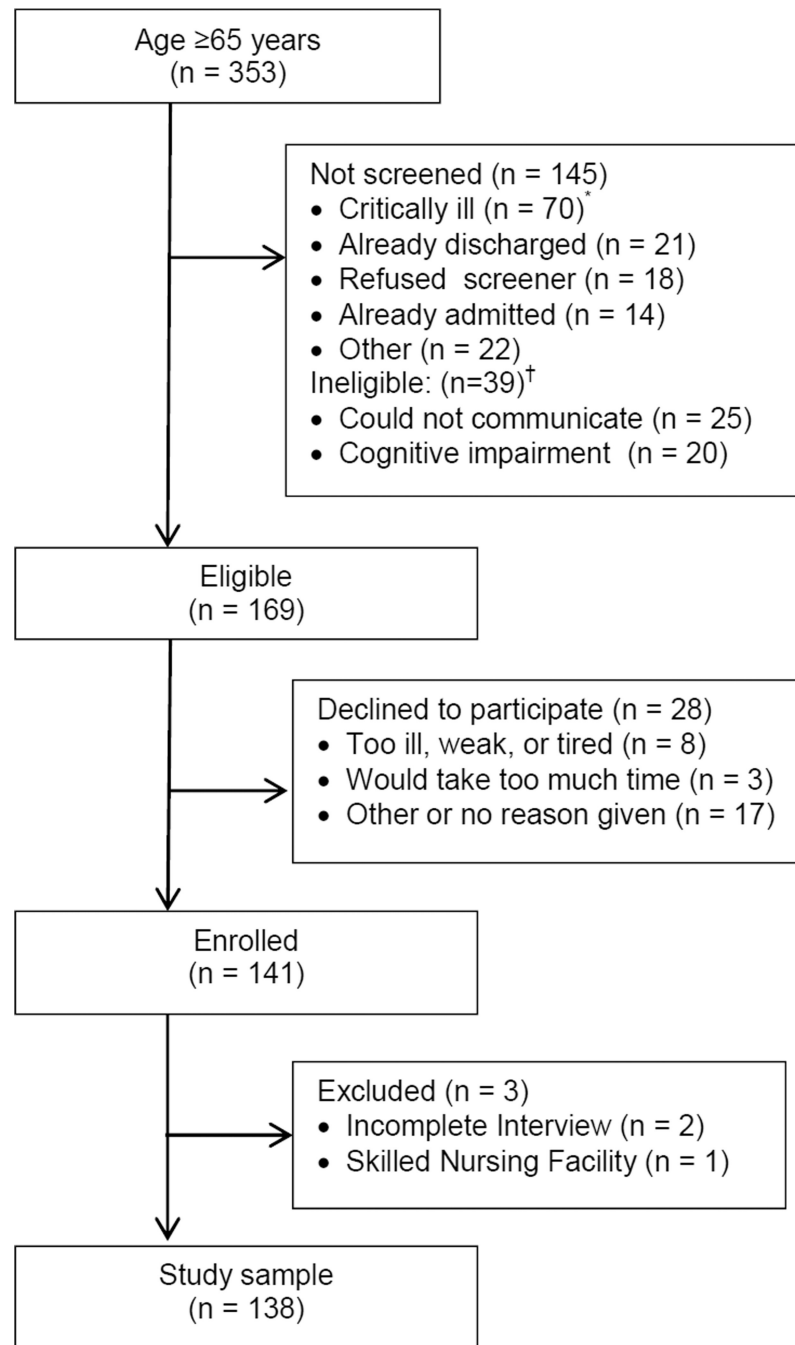 Age ≥65 years
(n = 353)
Not screened (n = 145)
• Critically ill (n = 70)*
• Already discharged (n = 21)
• Refused  screener (n = 18)
• Already admitted (n = 14)
• Other (n = 22)
Ineligible: (n=39)†
• Could not communicate (n = 25)
• Cognitive impairment  (n = 20)
Eligible
(n = 169)
Declined to participate (n = 28)
• Too ill, weak, or tired (n = 8)
• Would take too much time (n = 3)
• Other or no reason given (n = 17)
Enrolled
(n = 141)
Excluded (n = 3)
• Incomplete Interview (n = 2)
• Skilled Nursing Facility (n = 1)
Study sample
(n = 138)